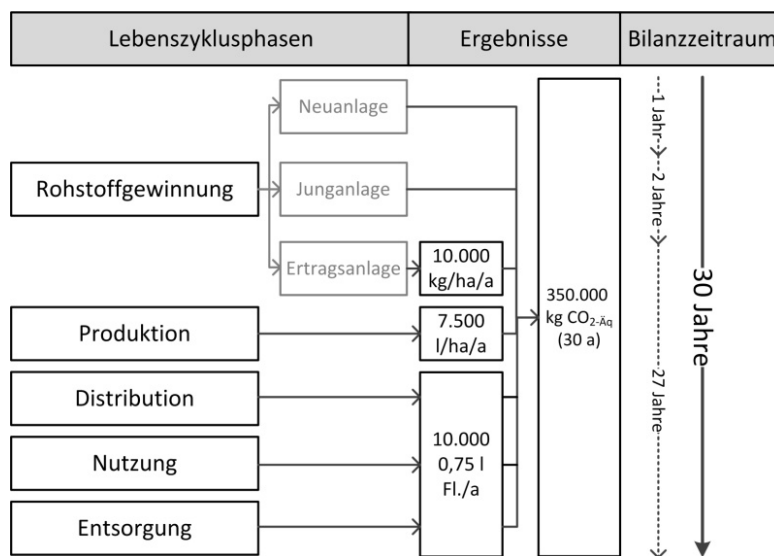 Lebenszyklusphasen
Ergebnisse
Bilanzzeitraum
Rohstoffgewinnung
Neuanlage
Junganlage
Ertragsanlage
10.000
kg/ha/a
Produktion
7.500
l/ha/a
Distribution
Nutzung
Entsorgung
10.000
0,75 l
Fl./a
350.000
kg CO2-Äq
(30 a)
1 Jahr
2 Jahre
27 Jahre
30 Jahre